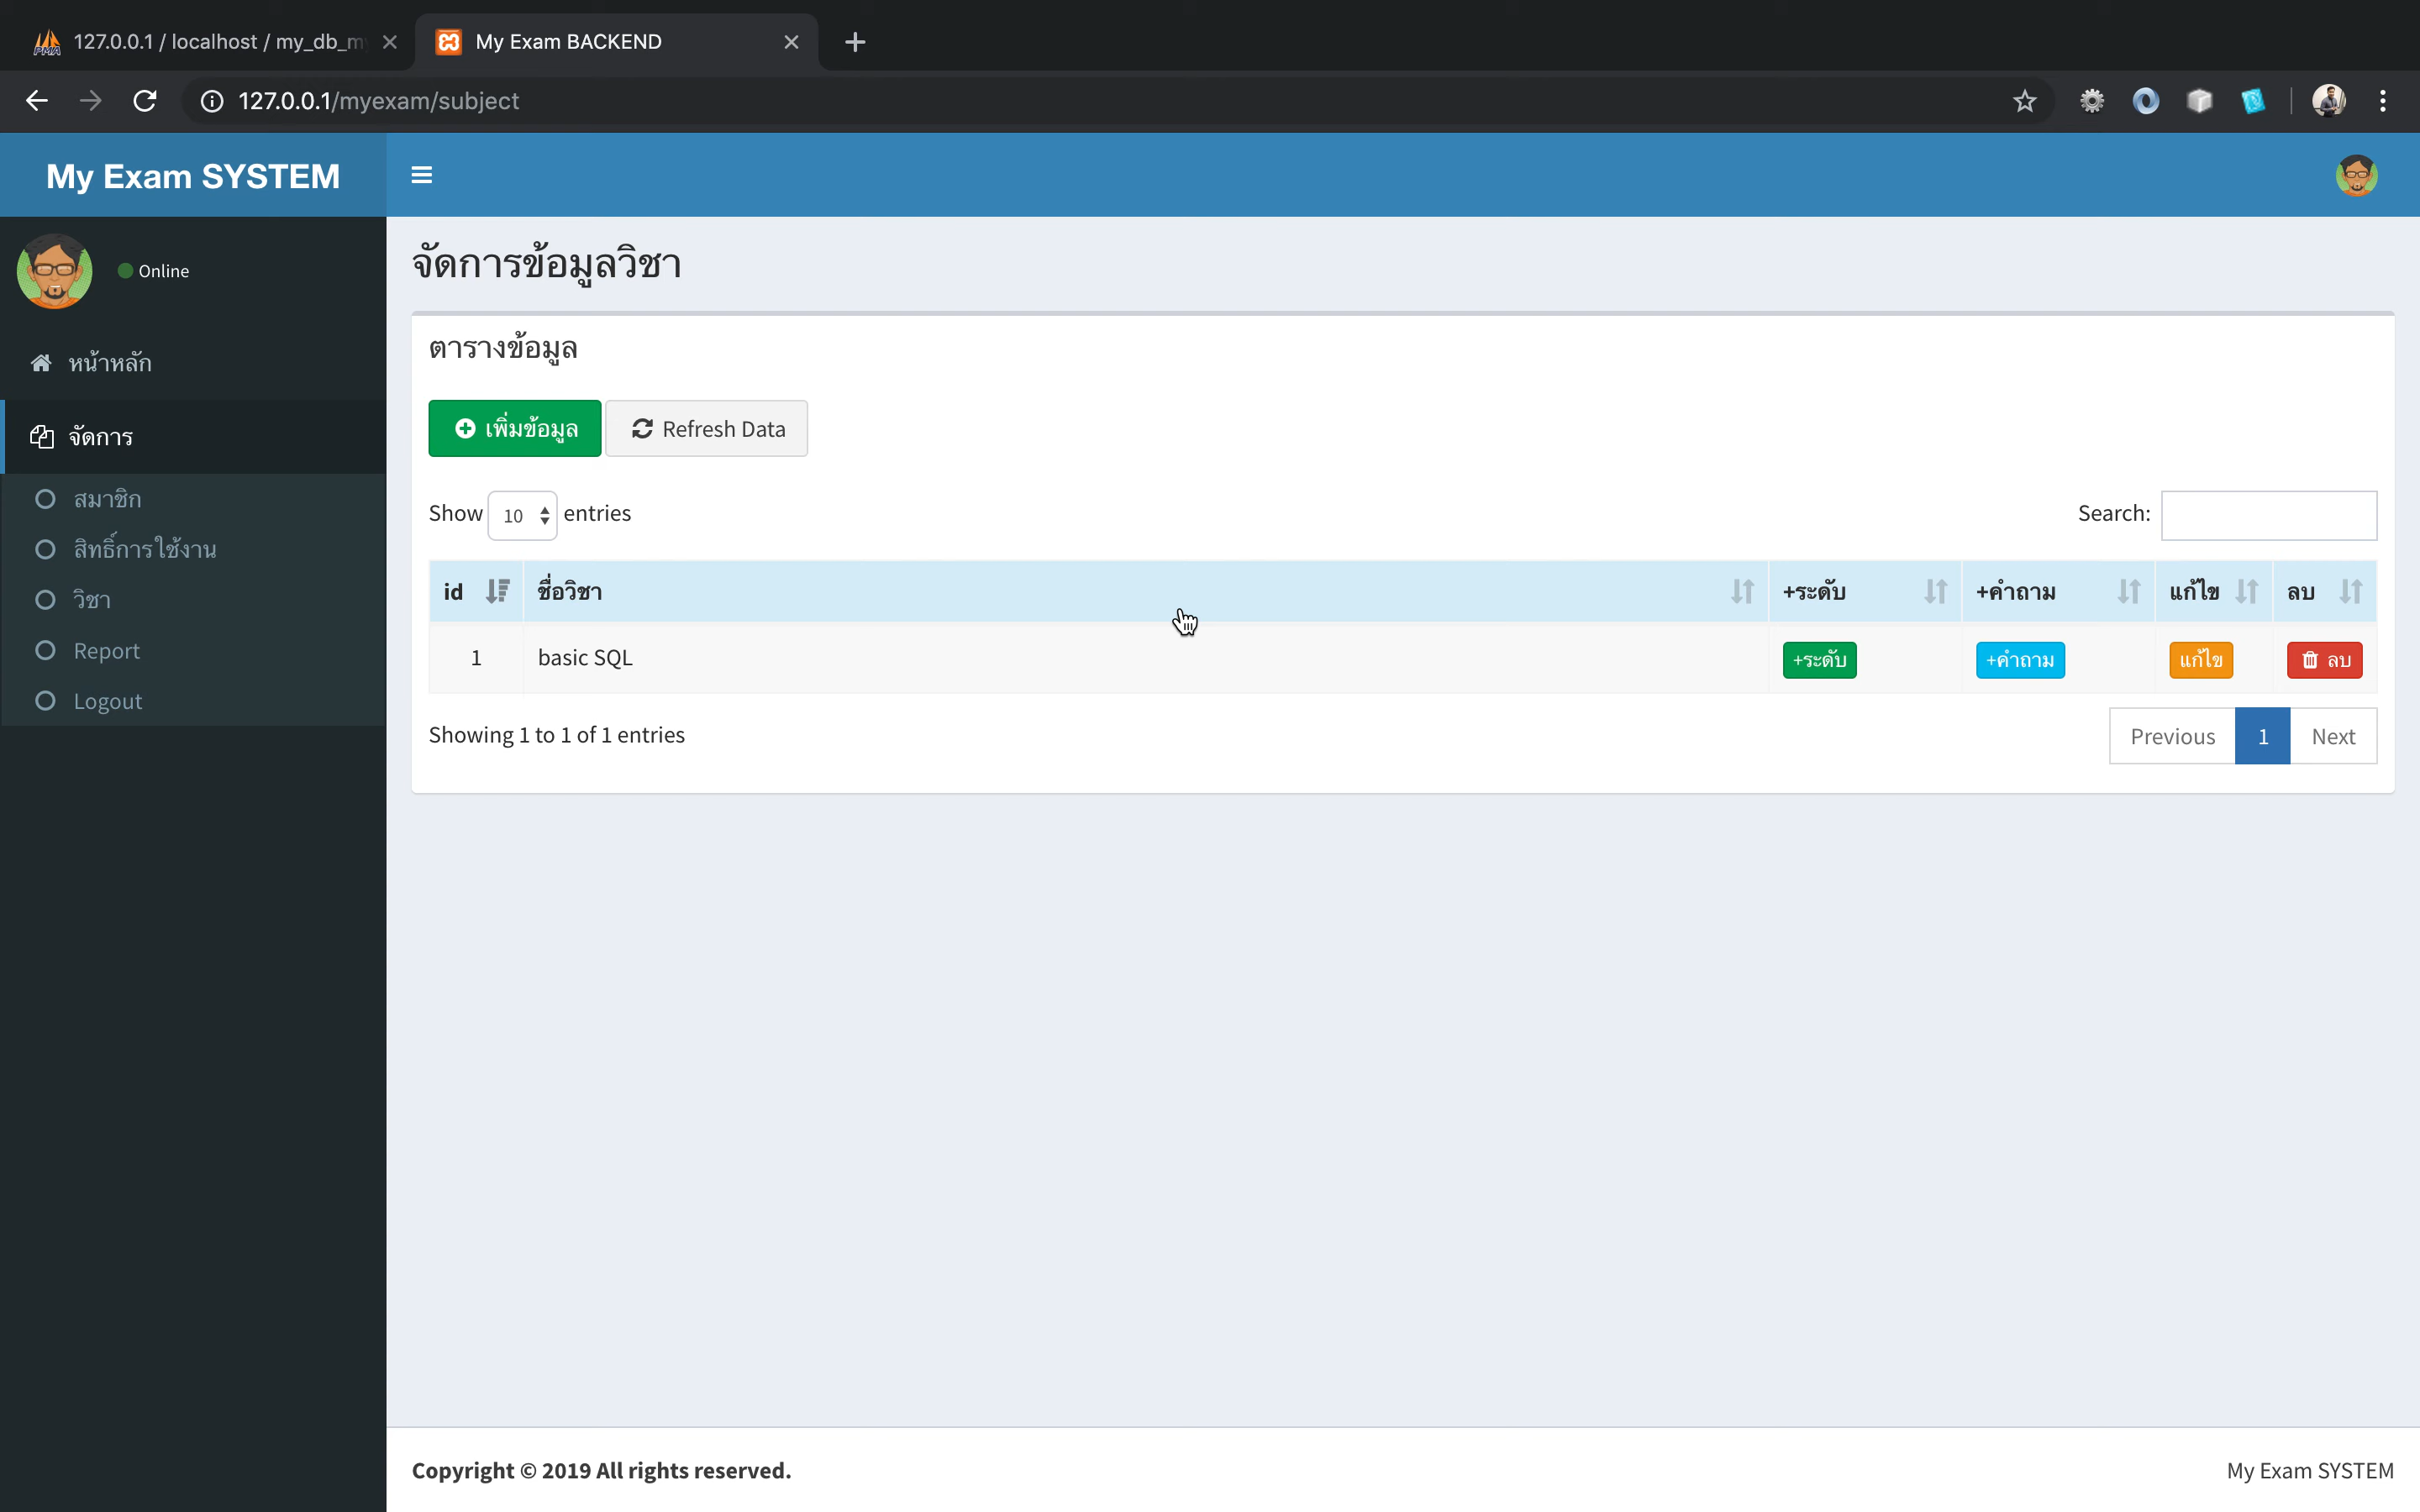 127.0.0.1 / localhost / my_db_m
My Exam BACKEND
127.0.0.1/myexam/subject
My Exam SYSTEM
Online
หน้าหลัก
จัดการ
สมาชิก
สิทธิ์การใช้งาน
วิชา
Report
Logout
จัดการข้อมูลวิชา
ตารางข้อมูล
เพิ่มข้อมูล Refresh Data
Show 10 entries Search:
id ชื่อวิชา +ระดับ +คำถาม แก้ไข ลบ
1 basic SQL +ระดับ +คำถาม แก้ไข ลบ
Showing 1 to 1 of 1 entries Previous 1 Next
Copyright © 2019 All rights reserved. My Exam SYSTEM